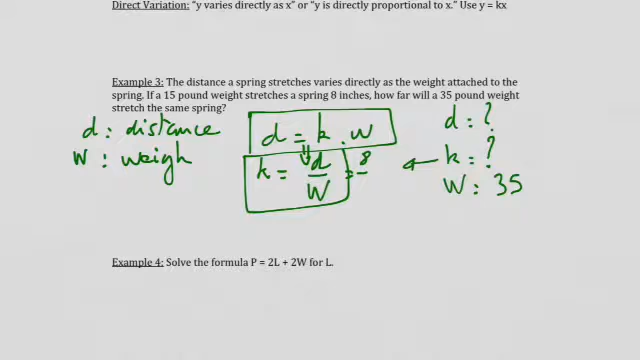 Direct Variation: "y varies directly as x" or "y is directly proportional to x." Use y = kx
Example 3: The distance a spring stretches varies directly as the weight attached to the
spring. If a 15 pound weight stretches a spring 8 inches, how far will a 35 pound weight
stretch the same spring?
d : distance
W : weigh
d = k . w
k = d/W = 8
d = ?
k = ?
W = 35
Example 4: Solve the formula P = 2L + 2W for L.